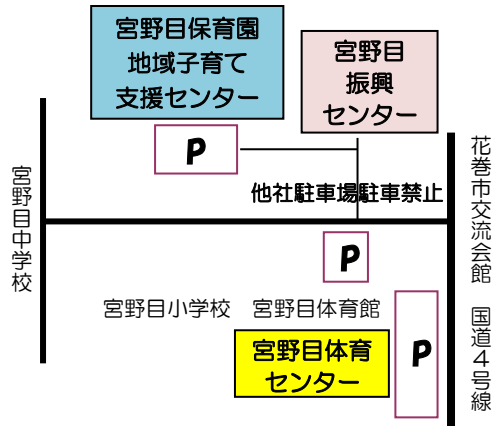 宮野目保育園
地域子育て
支援センター
宮野目
振興
センター
P
他社駐車場駐車禁止
宮野目中学校
花巻市交流会館　国道４号線
P
宮野目小学校　宮野目体育館
宮野目体育
センター
P